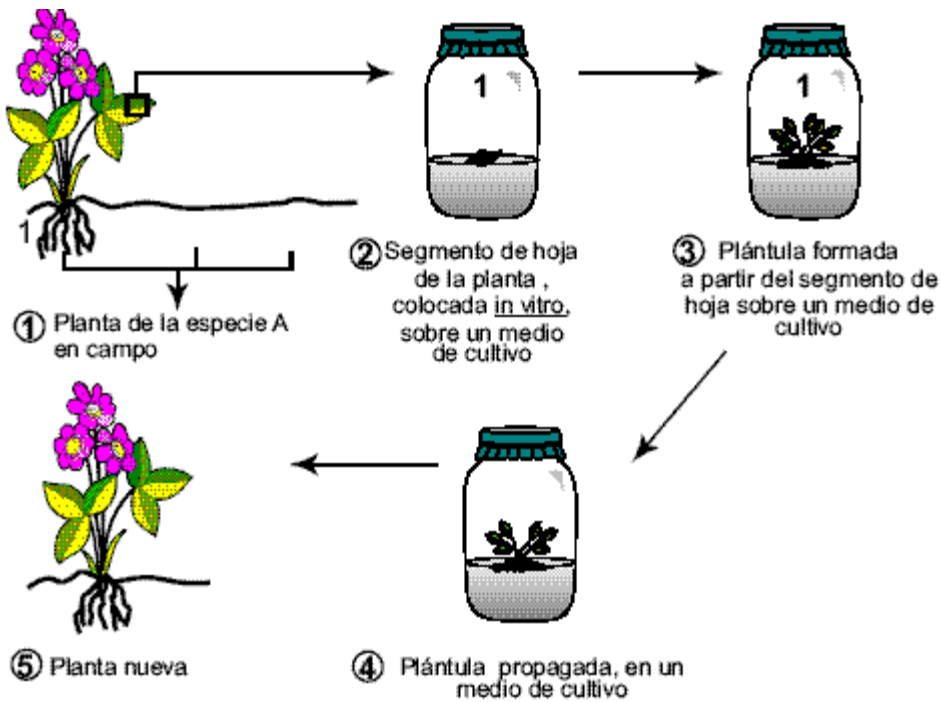 1
1
1
① Planta de la especie A
en campo
② Segmento de hoja
de la planta ,
colocada in vitro,
sobre un medio
de cultivo
③ Plántula formada
a partir del segmento de
hoja sobre un medio de
cultivo
⑤ Planta nueva
④ Plántula propagada, en un
medio de cultivo